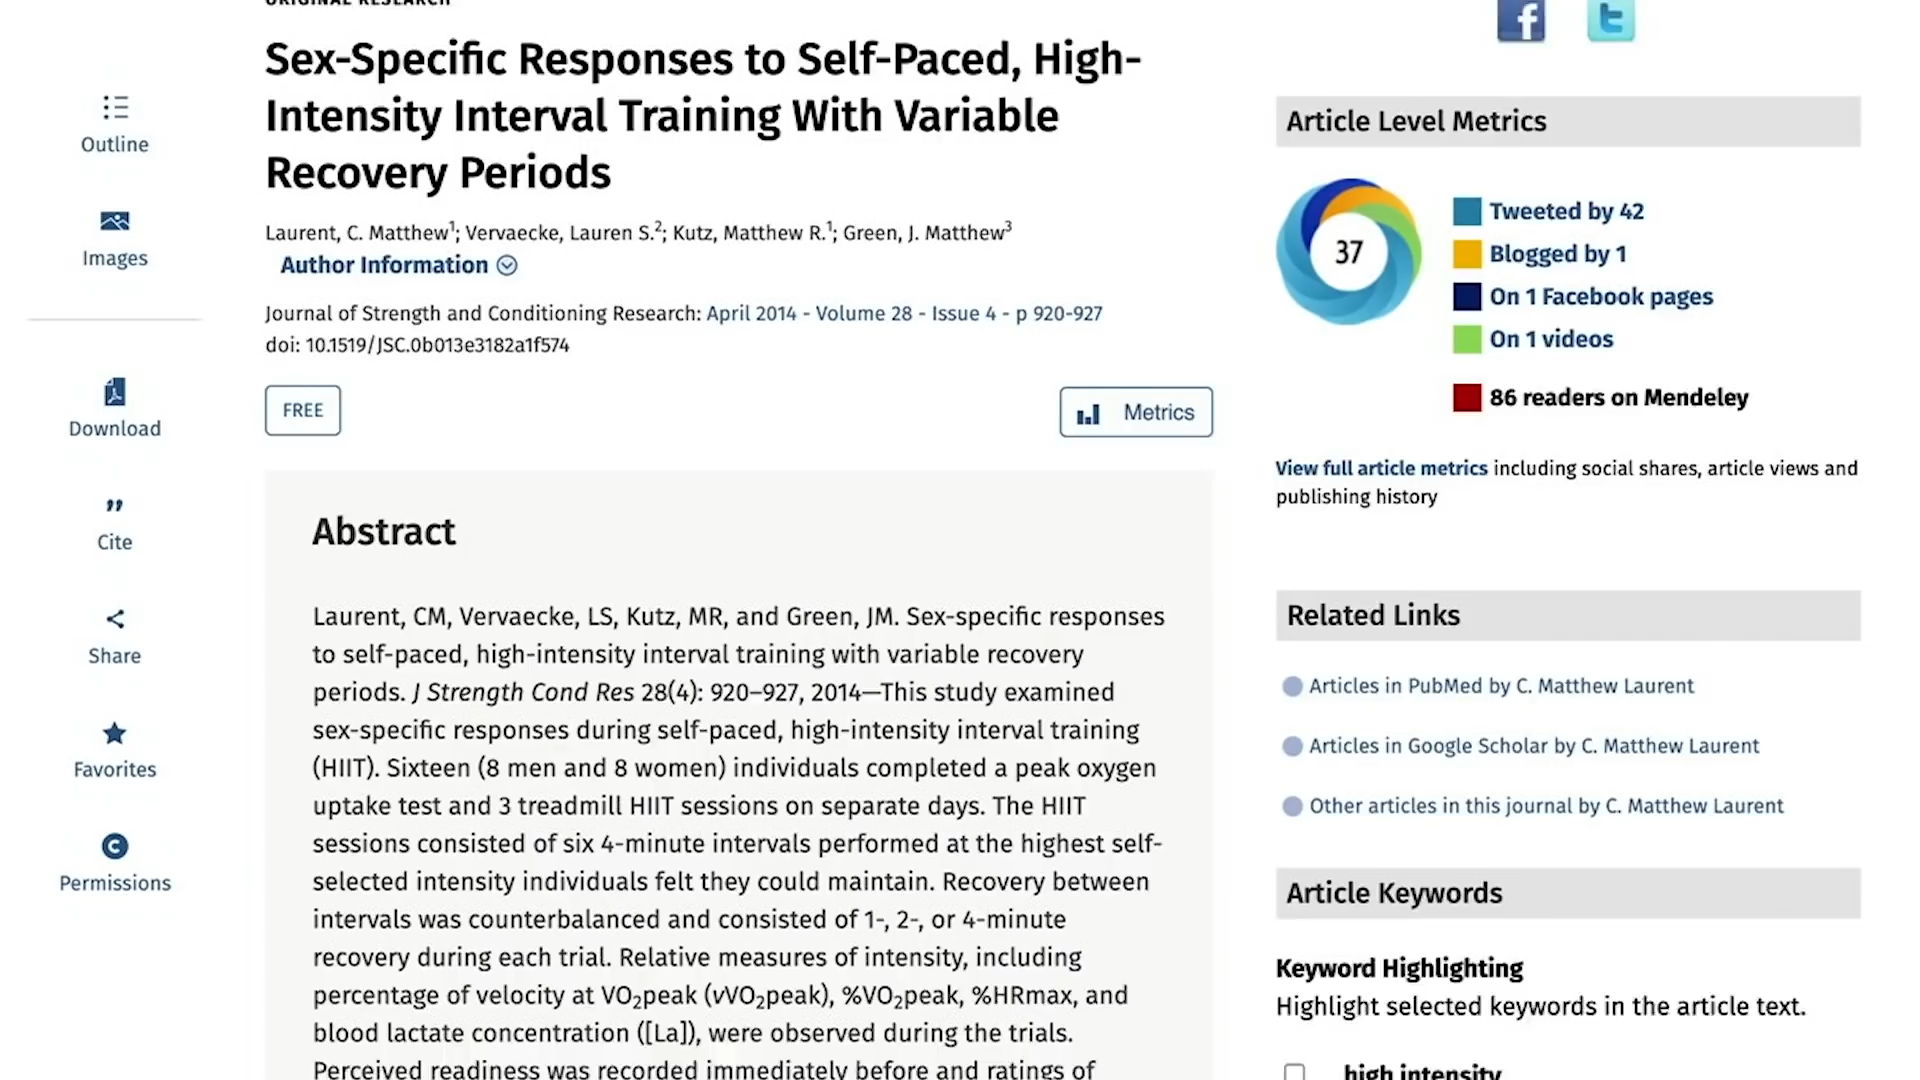 ORIGINAL RESEARCH
Sex-Specific Responses to Self-Paced, High-
Intensity Interval Training With Variable
Recovery Periods
Laurent, C. Matthew1; Vervaecke, Lauren S.2; Kutz, Matthew R.1; Green, J. Matthew3
Author Information
Journal of Strength and Conditioning Research: April 2014 - Volume 28 - Issue 4 - p 920-927
doi: 10.1519/JSC.0b013e3182a1f574
FREE
Metrics
Outline
Images
Download
Cite
Share
Favorites
Permissions
Abstract
Laurent, CM, Vervaecke, LS, Kutz, MR, and Green, JM. Sex-specific responses
to self-paced, high-intensity interval training with variable recovery
periods. J Strength Cond Res 28(4): 920–927, 2014—This study examined
sex-specific responses during self-paced, high-intensity interval training
(HIIT). Sixteen (8 men and 8 women) individuals completed a peak oxygen
uptake test and 3 treadmill HIIT sessions on separate days. The HIIT
sessions consisted of six 4-minute intervals performed at the highest self-
selected intensity individuals felt they could maintain. Recovery between
intervals was counterbalanced and consisted of 1-, 2-, or 4-minute
recovery during each trial. Relative measures of intensity, including
percentage of velocity at VO2peak (vVO2peak), %VO2peak, %HRmax, and
blood lactate concentration ([La]), were observed during the trials.
Perceived readiness was recorded immediately before and ratings of
Article Level Metrics
37
Tweeted by 42
Blogged by 1
On 1 Facebook pages
On 1 videos
86 readers on Mendeley
View full article metrics including social shares, article views and
publishing history
Related Links
Articles in PubMed by C. Matthew Laurent
Articles in Google Scholar by C. Matthew Laurent
Other articles in this journal by C. Matthew Laurent
Article Keywords
Keyword Highlighting
Highlight selected keywords in the article text.
high intensity